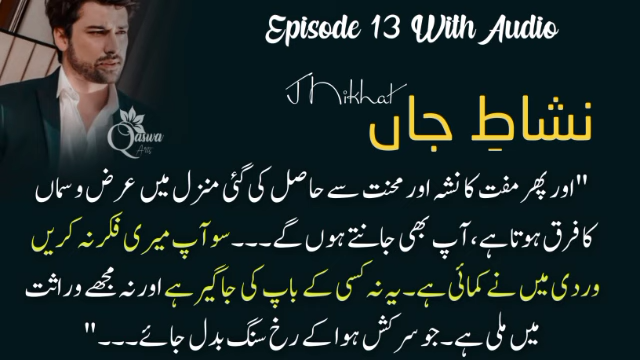 Episode 13 With Audio
J Nikhat
نشاطِ جاں
Qaswa
Arts
"اور پھر مفت کا نشہ اور محنت سے حاصل کی گئی منزل میں عرض و سماں
کا فرق ہوتا ہے، آپ بھی جانتے ہوں گے۔۔۔سو آپ میری فکر نہ کریں
وردی میں نے کمائی ہے۔ یہ نہ کسی کے باپ کی جاگیر ہے اور نہ مجھے وراثت
میں ملی ہے۔ جو سرکش ہوا کے رخ سنگ بدل جائے۔۔۔"